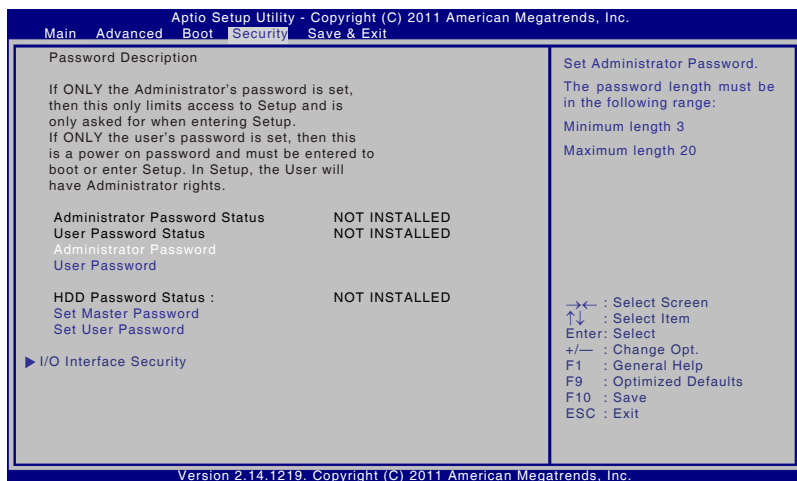 Aptio Setup Utility - Copyright (C) 2011 American Megatrends, Inc.
Main Advanced Boot Security Save & Exit
Password Description
If ONLY the Administrator's password is set,
then this only limits access to Setup and is
only asked for when entering Setup.
If ONLY the user's password is set, then this
is a power on password and must be entered to
boot or enter Setup. In Setup, the User will
have Administrator rights.
Administrator Password Status NOT INSTALLED
User Password Status NOT INSTALLED
Administrator Password
User Password
HDD Password Status : NOT INSTALLED
Set Master Password
Set User Password
▶ I/O Interface Security
Set Administrator Password.
The password length must be
in the following range:
Minimum length 3
Maximum length 20
→← : Select Screen
↑↓ : Select Item
Enter: Select
+/— : Change Opt.
F1 : General Help
F9 : Optimized Defaults
F10 : Save
ESC : Exit
Version 2.14.1219. Copyright (C) 2011 American Megatrends, Inc.